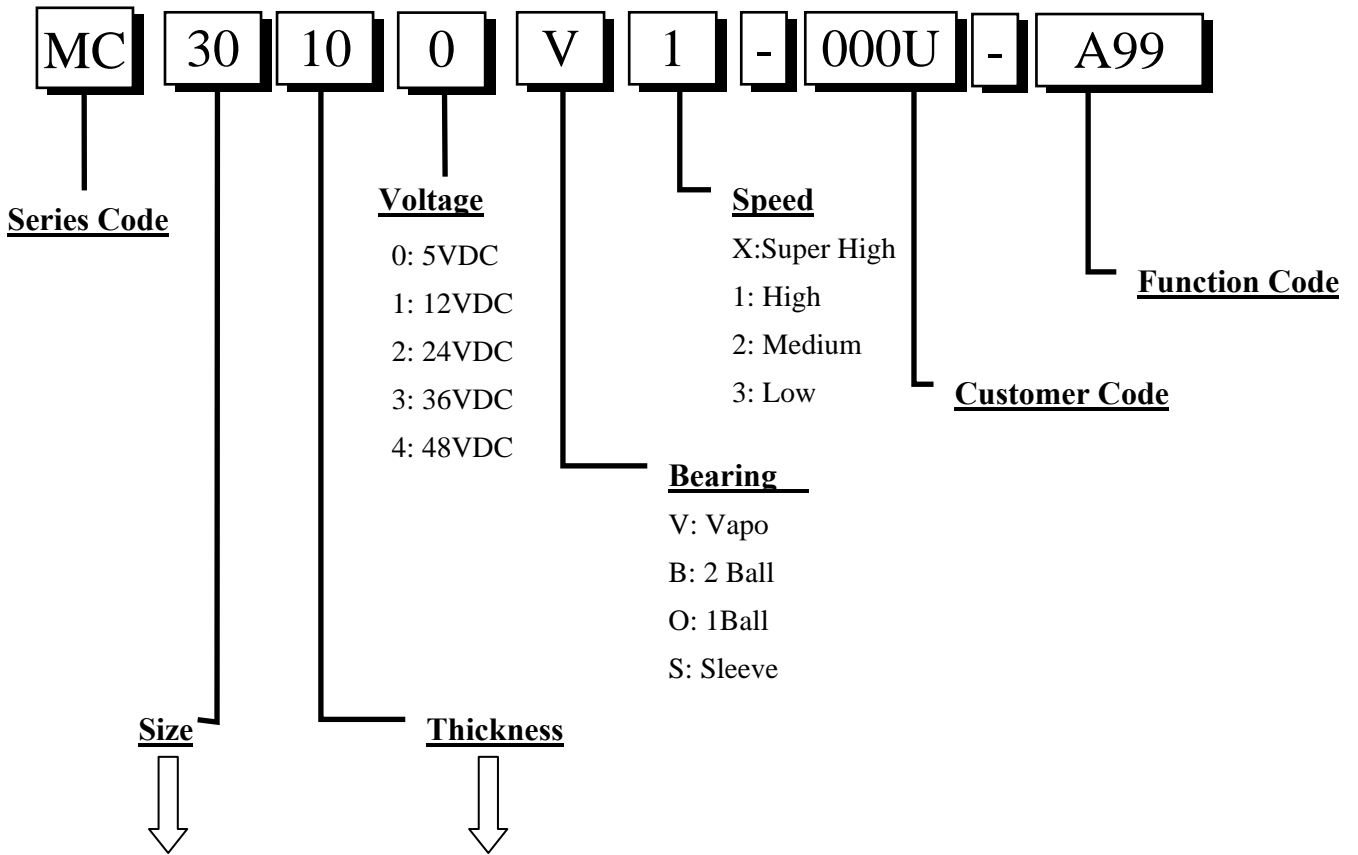 MC 30 10 0 V 1 - 000U - A99
Series Code
Voltage
0: 5VDC
1: 12VDC
2: 24VDC
3: 36VDC
4: 48VDC
Speed
X:Super High
1: High
2: Medium
3: Low
Function Code
Customer Code
Bearing
V: Vapo
B: 2 Ball
O: 1Ball
S: Sleeve
Size
Thickness